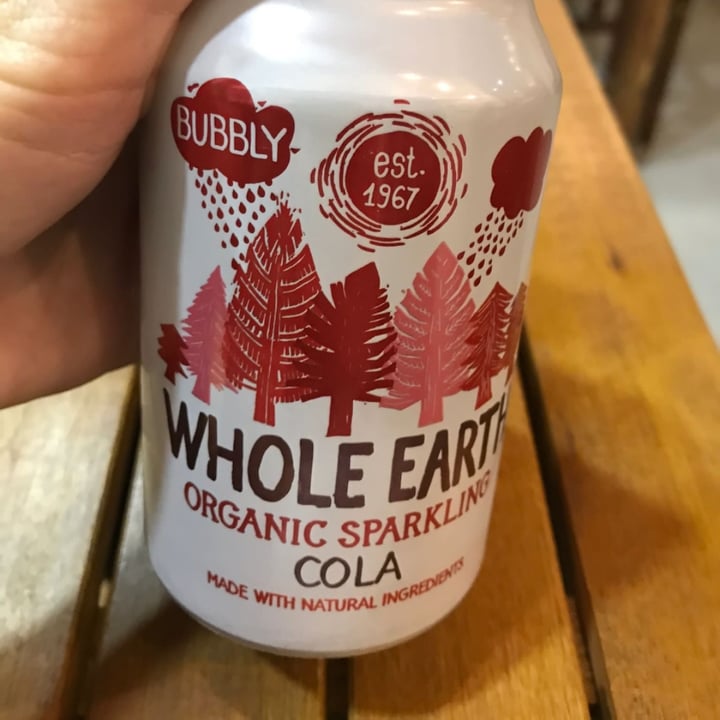 BUBBLY
est.
1967
WHOLE EARTH
ORGANIC SPARKLING
COLA
MADE WITH NATURAL INGREDIENTS